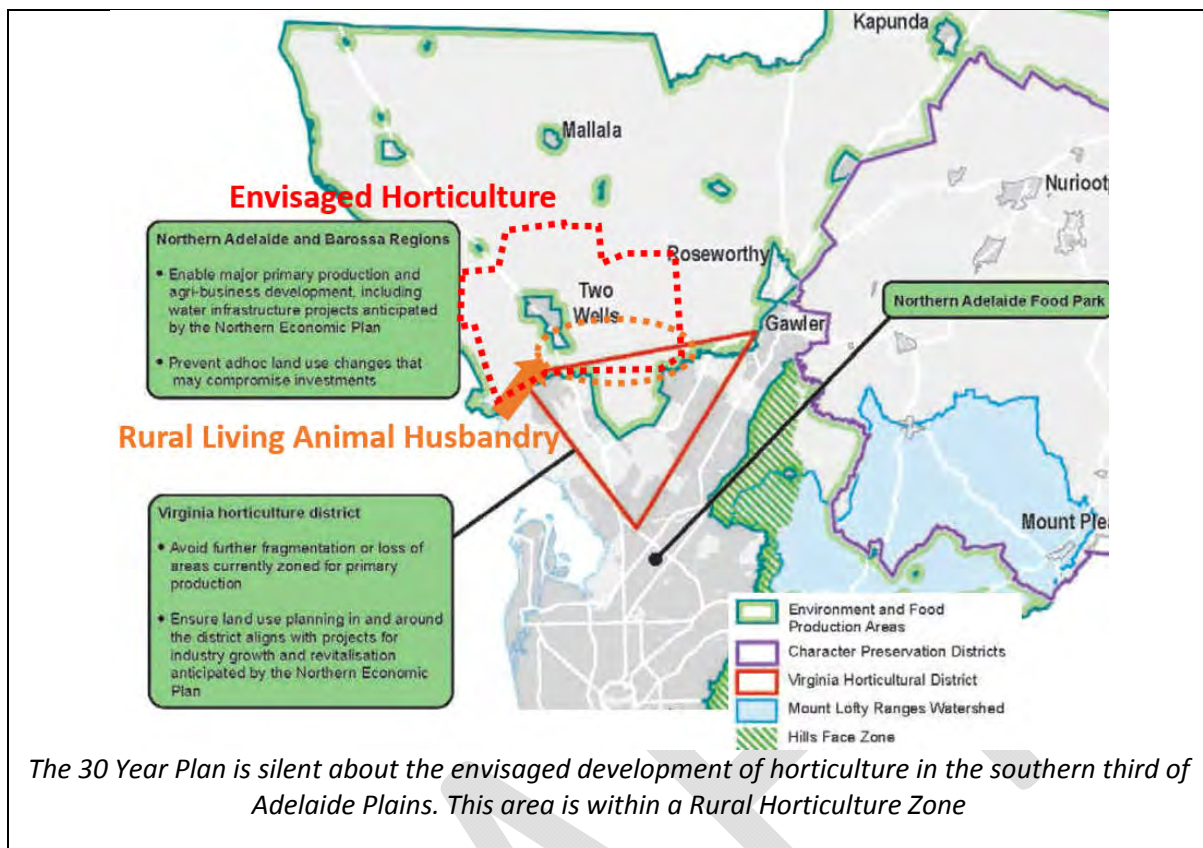 Kapunda
Mallala
Nurioot
Envisaged Horticulture
Northern Adelaide and Barossa Regions
• Enable major primary production and
agri-business development, including
water infrastructure projects anticipated
by the Northern Economic Plan
• Prevent adhoc land use changes that
may compromise investments
Roseworthy
Two
Wells
Northern Adelaide Food Park
Gawler
Rural Living Animal Husbandry
Virginia horticulture district
• Avoid further fragmentation or loss of
areas currently zoned for primary
production
• Ensure land use planning in and around
the district aligns with projects for
industry growth and revitalisation
anticipated by the Northern Economic
Plan
Mount Plea
Environment and Food
Production Areas
Character Preservation Districts
Virginia Horticultural District
Mount Lofty Ranges Watershed
Hills Face Zone
The 30 Year Plan is silent about the envisaged development of horticulture in the southern third of
Adelaide Plains. This area is within a Rural Horticulture Zone